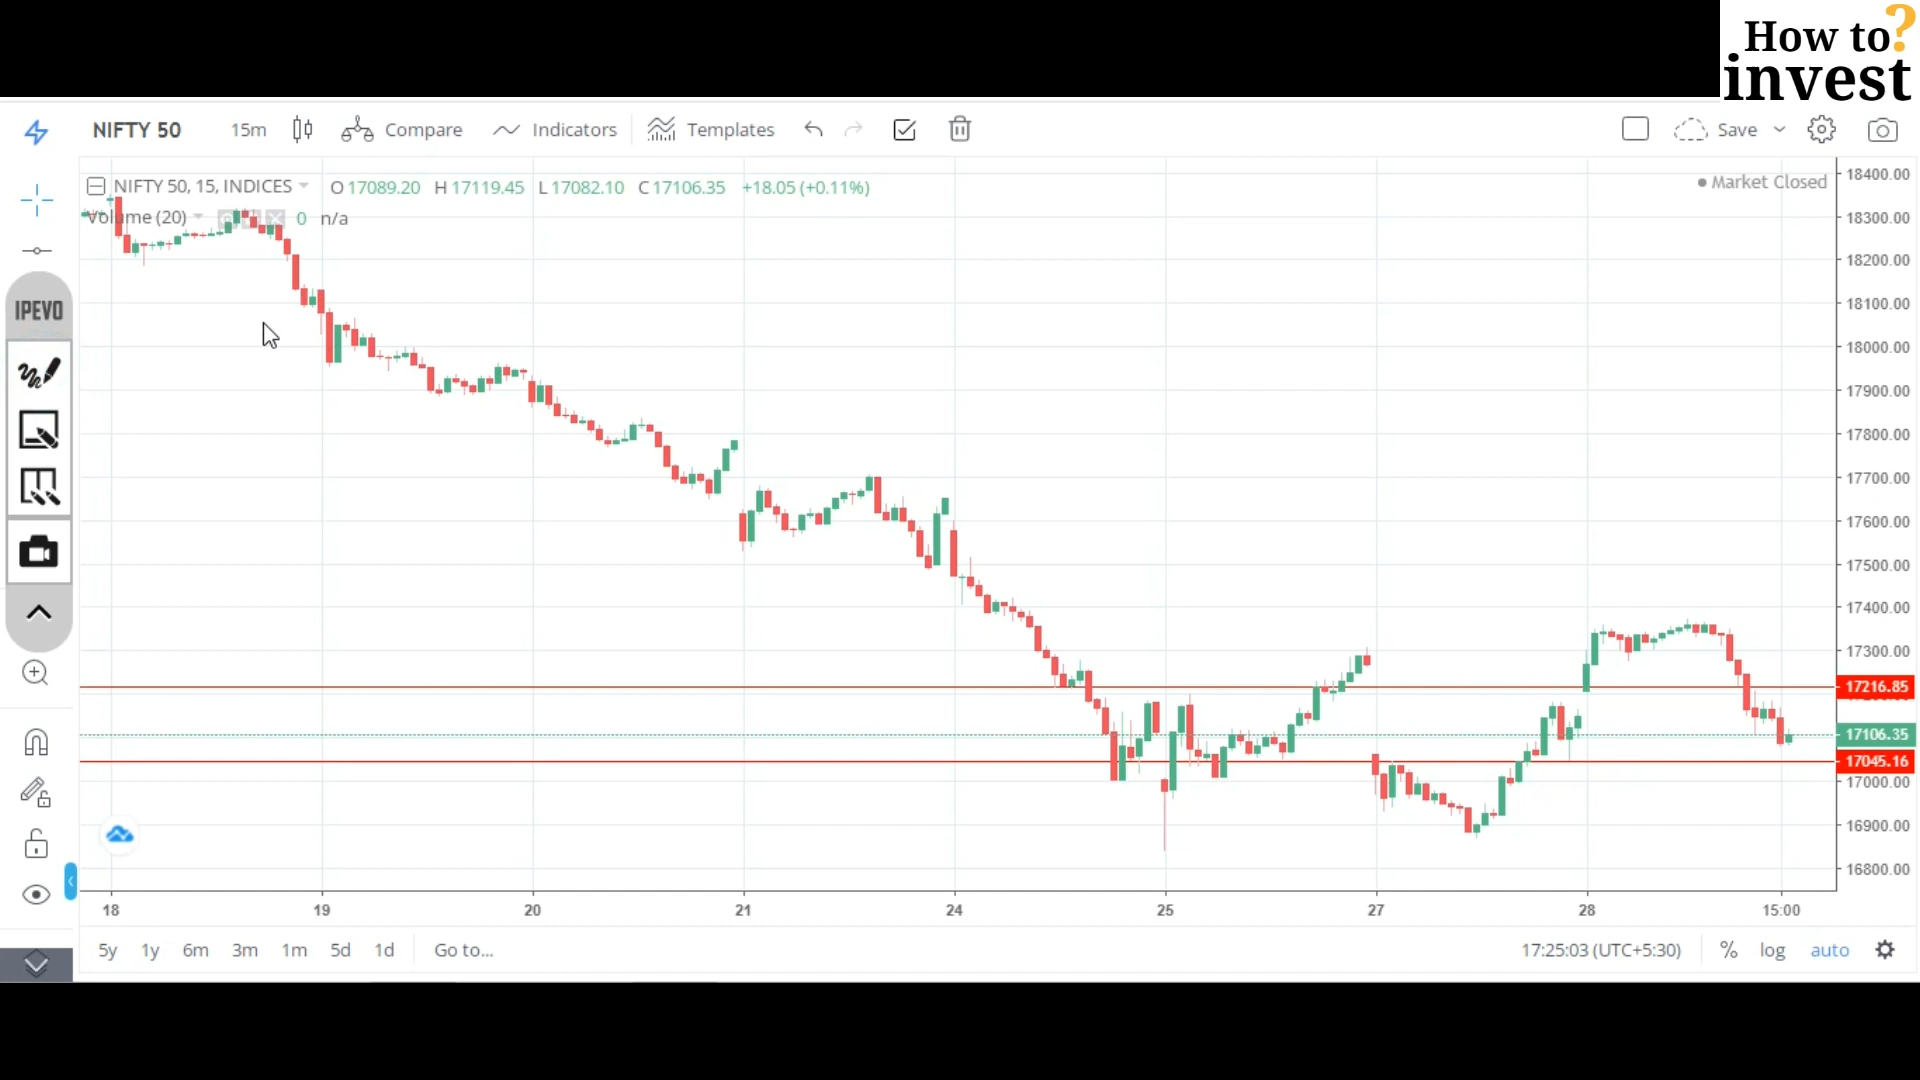 How to?
invest
NIFTY 50 15m Compare Indicators Templates Save
NIFTY 50, 15, INDICES O 17089.20 H 17119.45 L 17082.10 C 17106.35 +18.05 (+0.11%)
Market Closed
Volume (20) 0 n/a
IPEVO
18400.00
18300.00
18200.00
18100.00
18000.00
17900.00
17800.00
17700.00
17600.00
17500.00
17400.00
17300.00
17216.85
17106.35
17045.16
17000.00
16900.00
16800.00
18 19 20 21 24 25 27 28 15:00
5y 1y 6m 3m 1m 5d 1d Go to... 17:25:03 (UTC+5:30) % log auto